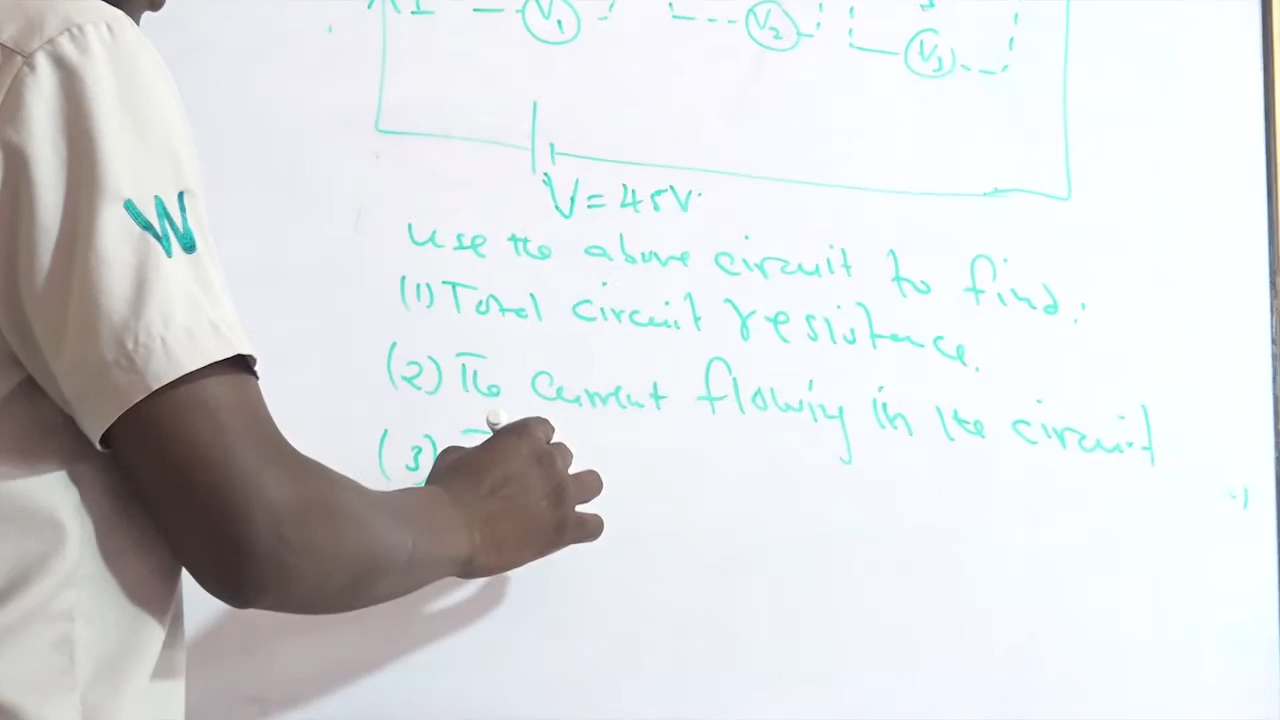 I V1 V2 V3
V = 45V
W
use the above circuit to find:
(1) Total circuit resistance.
(2) The current flowing in the circuit
(3) T